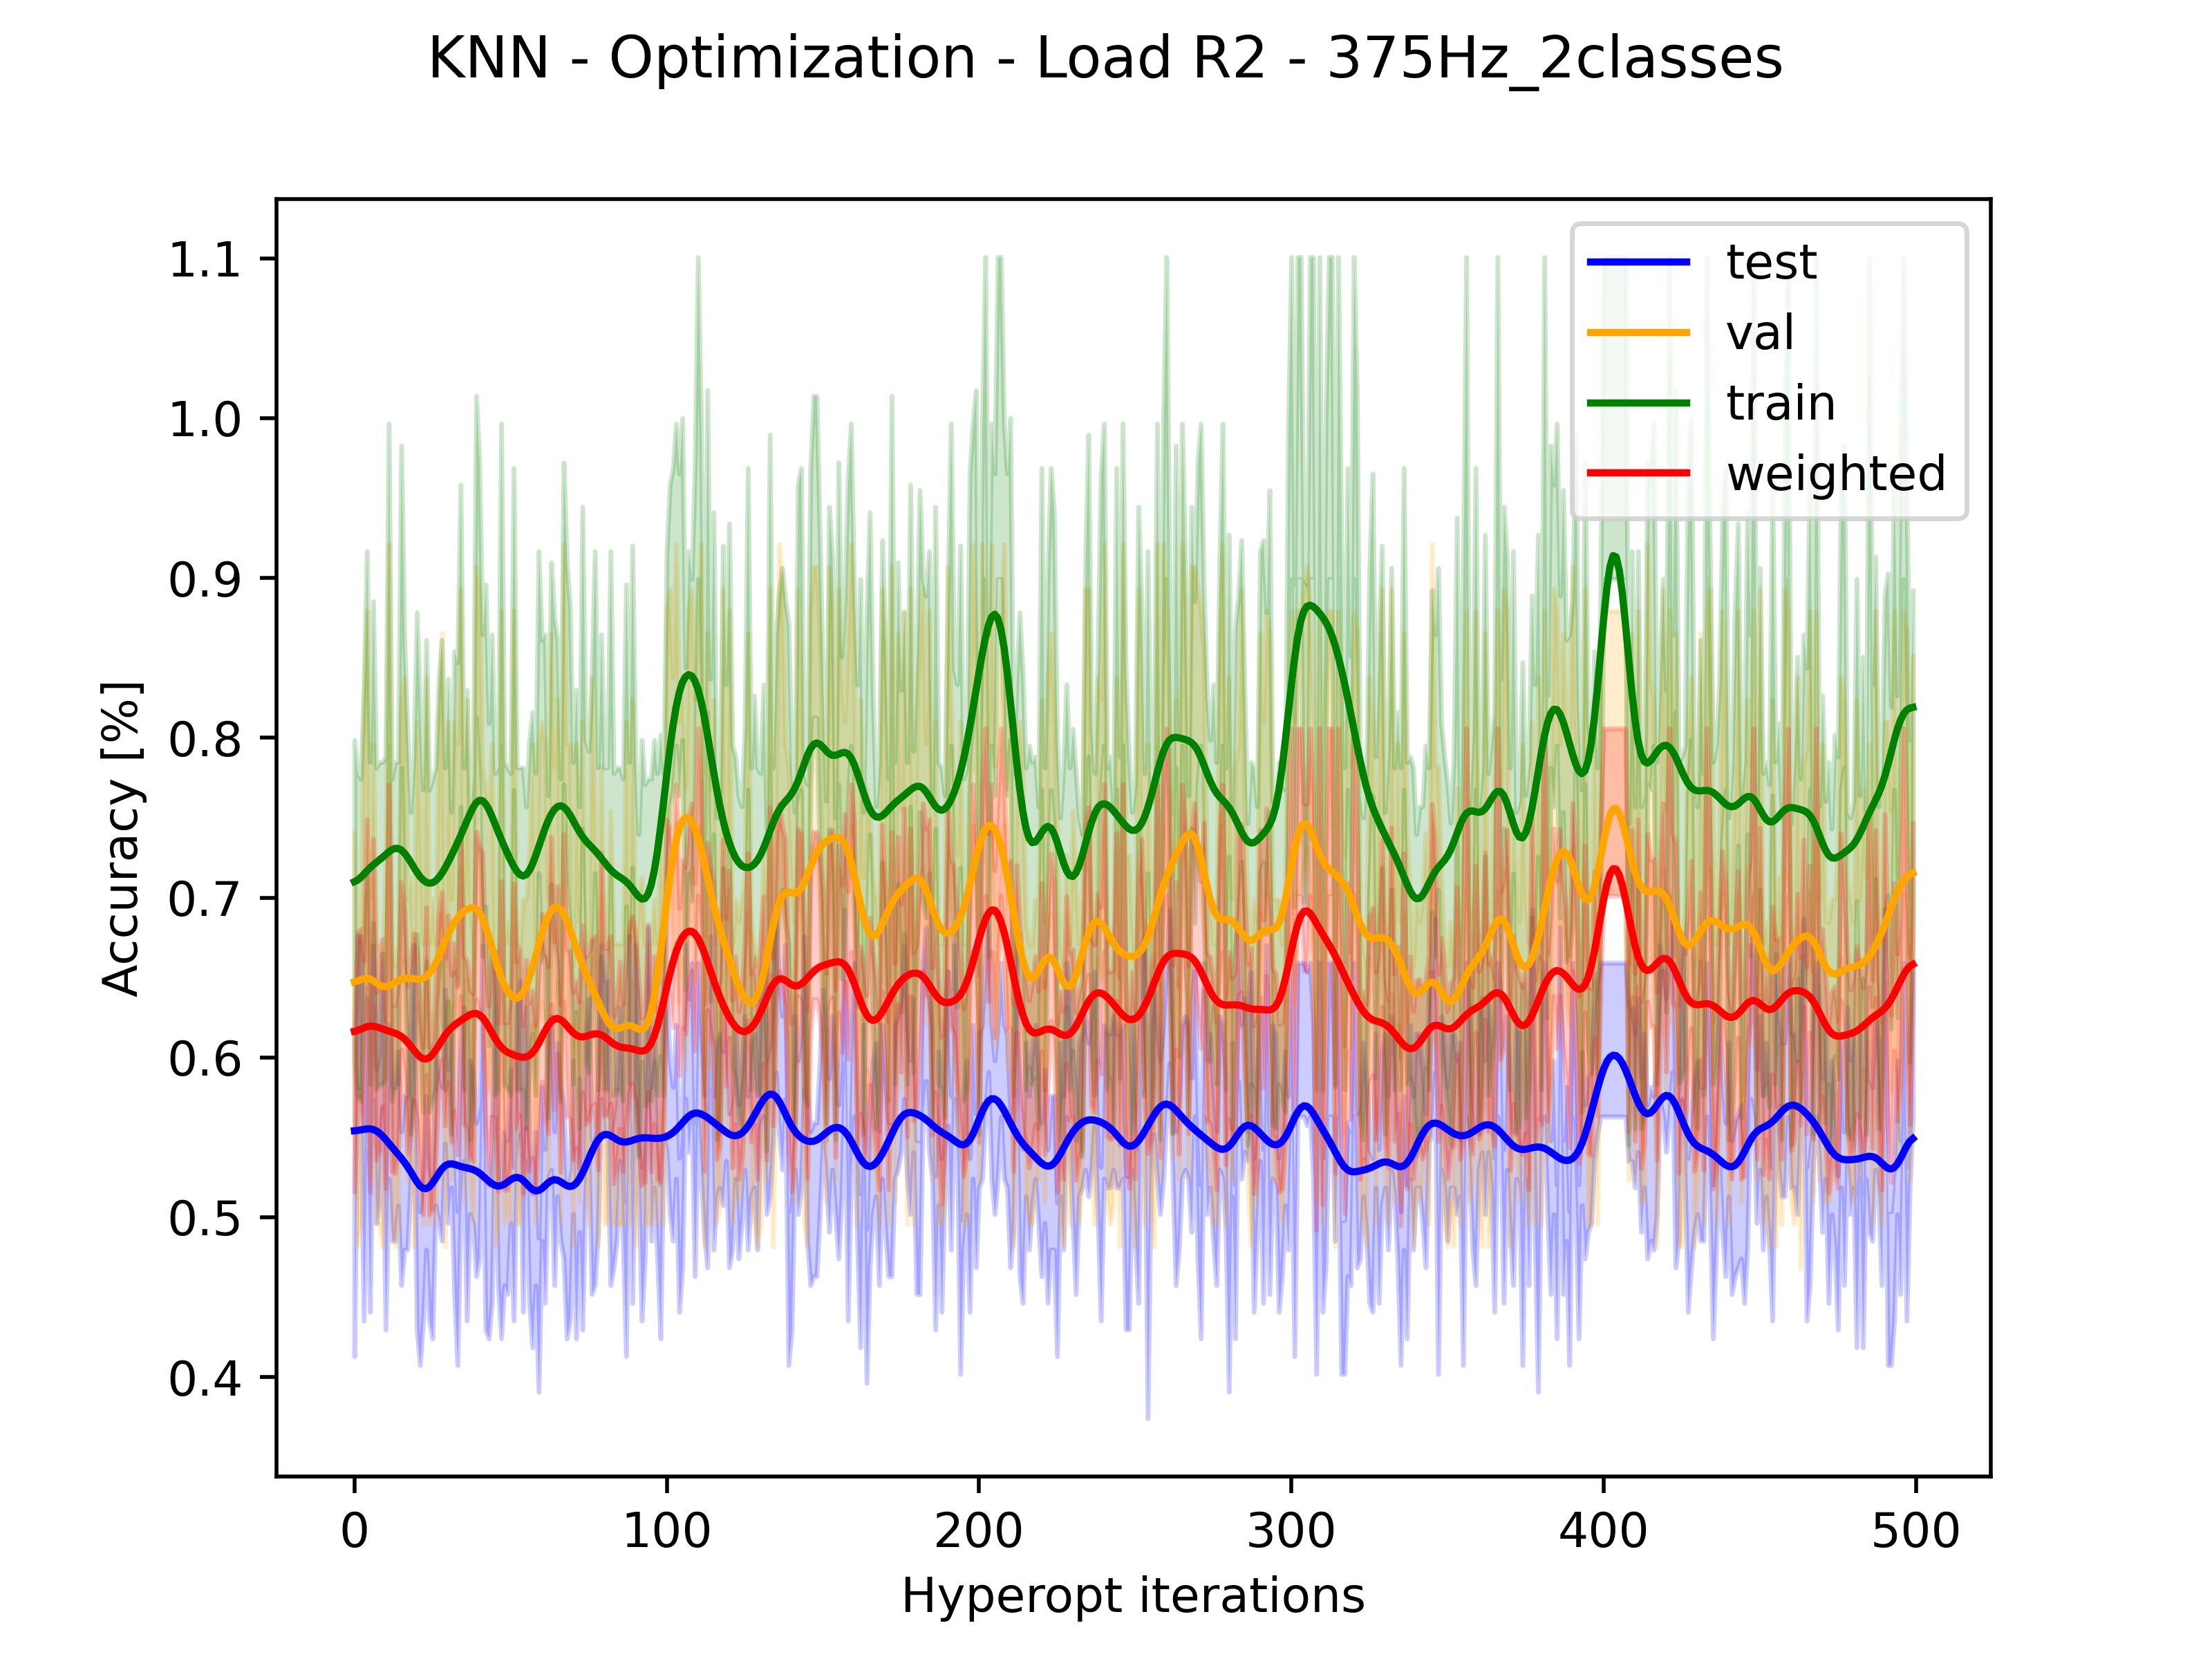 KNN - Optimization - Load R2 - 375Hz_2classes
1.1
1.0
0.9
0.8
0.7
0.6
0.5
0.4
Accuracy [%]
test
val
train
weighted
0 100 200 300 400 500
Hyperopt iterations